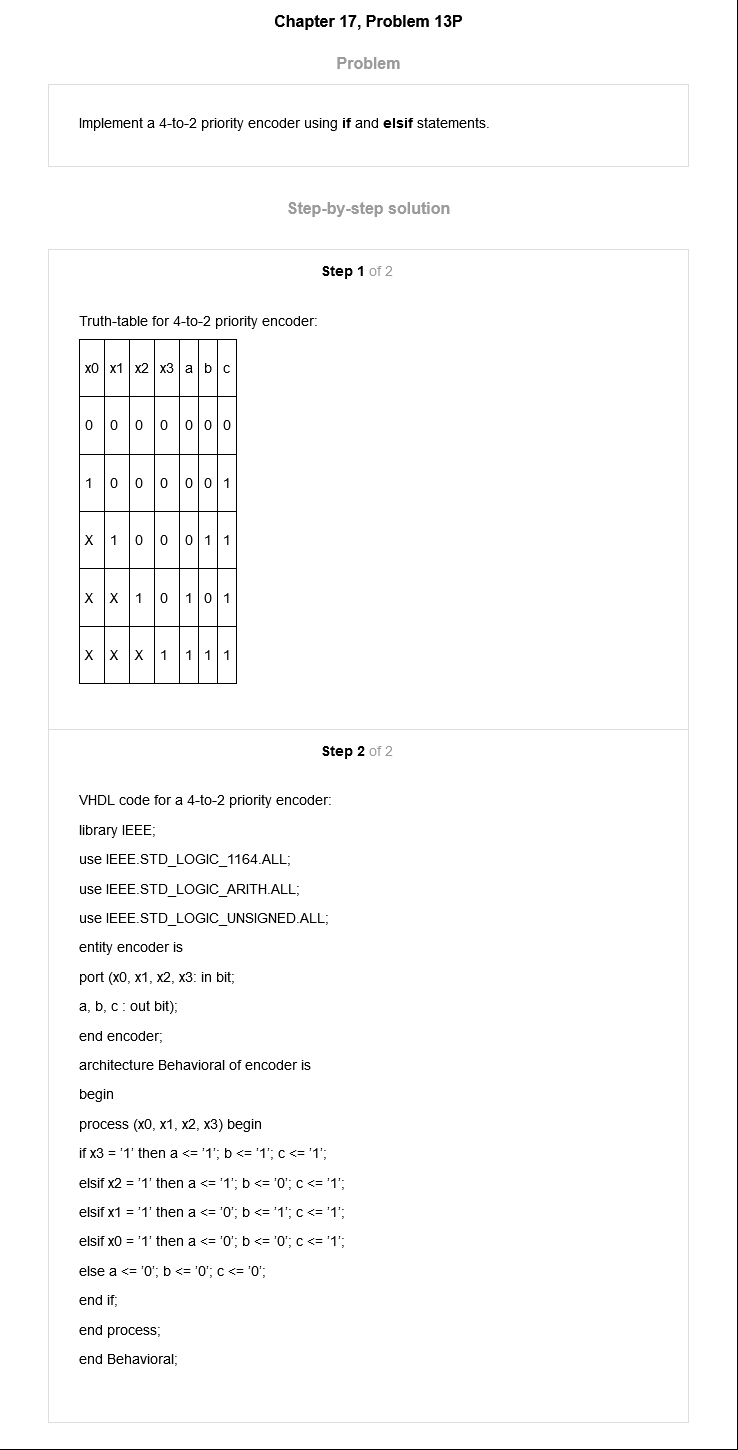 Chapter 17, Problem 13P
Problem
Implement a 4-to-2 priority encoder using if and elsif statements.
Step-by-step solution
Step 1 of 2
Truth-table for 4-to-2 priority encoder:
x0 x1 x2 x3 a b c
0 0 0 0 0 0 0
1 0 0 0 0 0 1
X 1 0 0 0 1 1
X X 1 0 1 0 1
X X X 1 1 1 1
Step 2 of 2
VHDL code for a 4-to-2 priority encoder:
library IEEE;
use IEEE.STD_LOGIC_1164.ALL;
use IEEE.STD_LOGIC_ARITH.ALL;
use IEEE.STD_LOGIC_UNSIGNED.ALL;
entity encoder is
port (x0, x1, x2, x3: in bit;
a, b, c : out bit);
end encoder;
architecture Behavioral of encoder is
begin
process (x0, x1, x2, x3) begin
if x3 = '1' then a <= '1'; b <= '1'; c <= '1';
elsif x2 = '1' then a <= '1'; b <= '0'; c <= '1';
elsif x1 = '1' then a <= '0'; b <= '1'; c <= '1';
elsif x0 = '1' then a <= '0'; b <= '0'; c <= '1';
else a <= '0'; b <= '0'; c <= '0';
end if;
end process;
end Behavioral;